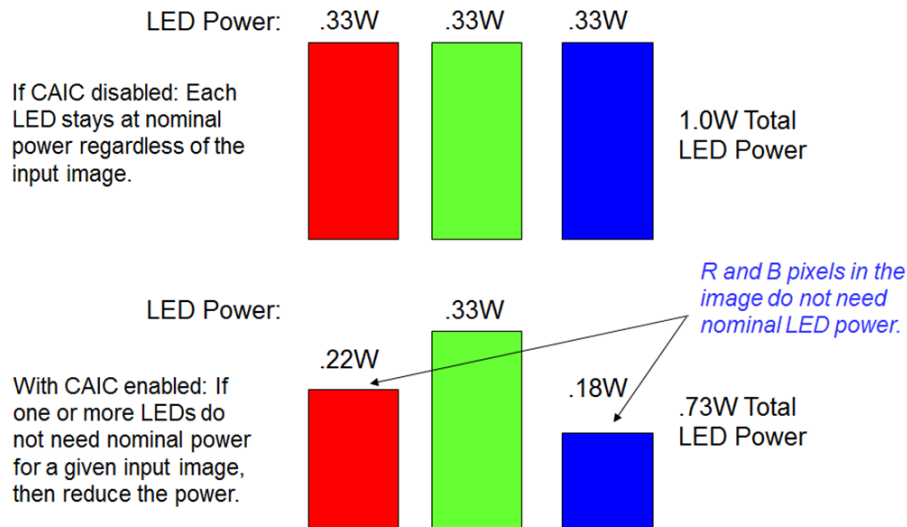 LED Power: .33W .33W .33W
If CAIC disabled: Each
LED stays at nominal
power regardless of the
input image.
1.0W Total
LED Power
R and B pixels in the
image do not need
nominal LED power.
LED Power: .22W .33W .18W
With CAIC enabled: If
one or more LEDs do
not need nominal power
for a given input image,
then reduce the power.
.73W Total
LED Power